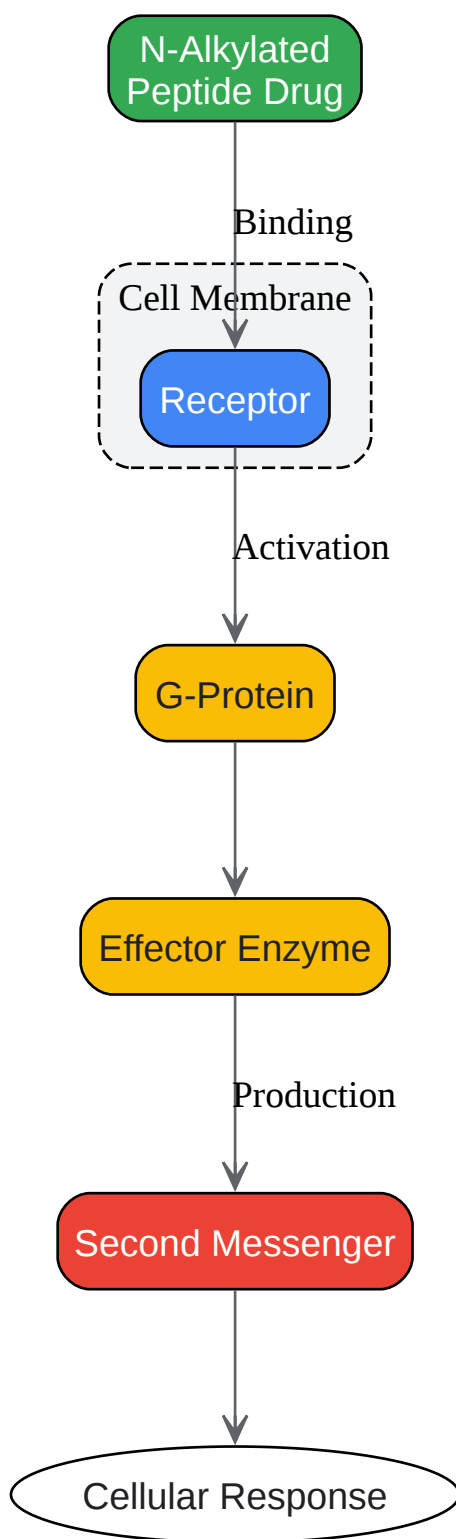 N-Alkylated
Peptide Drug
Binding
Cell Membrane
Receptor
Activation
G-Protein
Effector Enzyme
Production
Second Messenger
Cellular Response